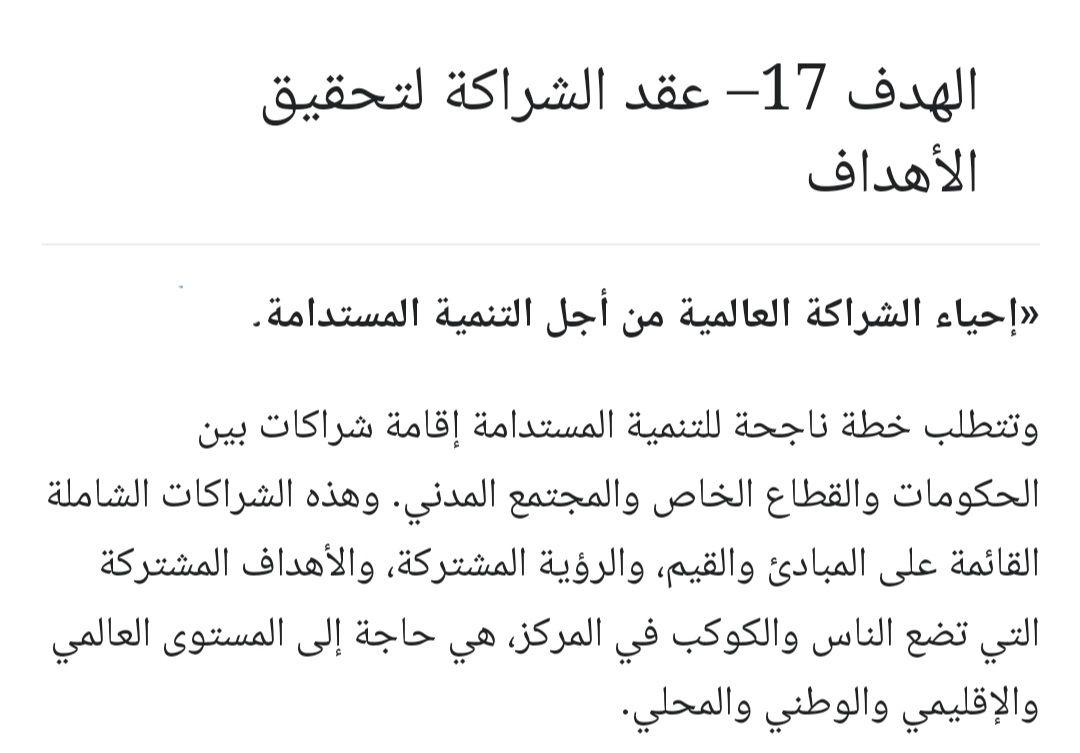 الهدف 17– عقد الشراكة لتحقيق
الأهداف
«إحياء الشراكة العالمية من أجل التنمية المستدامة.
وتتطلب خطة ناجحة للتنمية المستدامة إقامة شراكات بين
الحكومات والقطاع الخاص والمجتمع المدني. وهذه الشراكات الشاملة
القائمة على المبادئ والقيم، والرؤية المشتركة، والأهداف المشتركة
التي تضع الناس والكوكب في المركز، هي حاجة إلى المستوى العالمي
والإقليمي والوطني والمحلي.